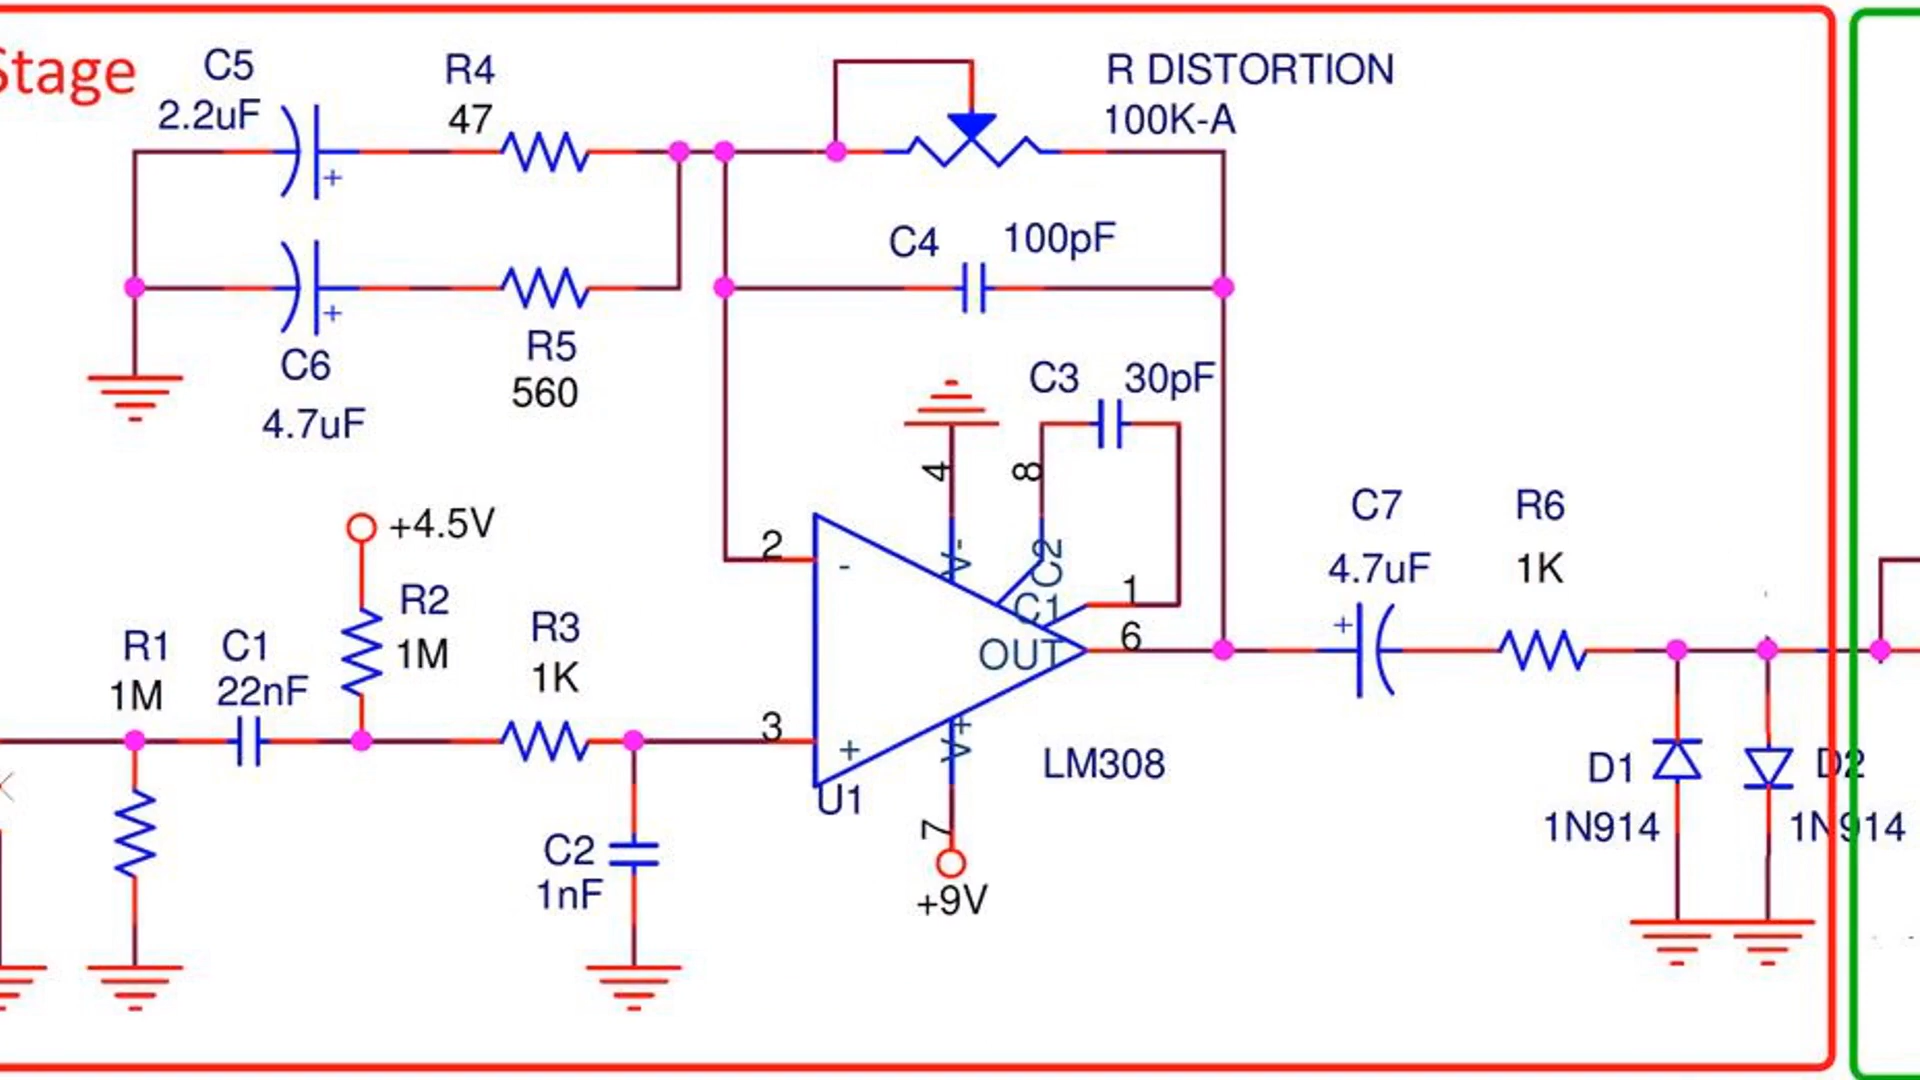 Stage
C5
2.2uF
R4
47
R DISTORTION
100K-A
+
C4
100pF
+
C6
4.7uF
R5
560
C3
30pF
4
8
+4.5V
C7
4.7uF
R6
1K
2
-
V-
C2
C1
1
R2
1M
R1
1M
C1
22nF
R3
1K
OUT
6
+
3
+
V+
LM308
U1
7
+9V
C2
1nF
D1
1N914
D2
1N914